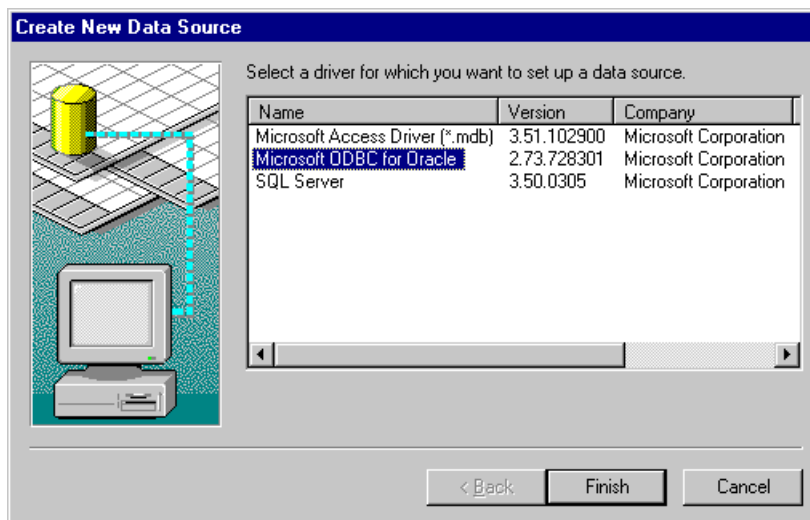 Create New Data Source
Select a driver for which you want to set up a data source.
Name Version Company
Microsoft Access Driver (*.mdb) 3.51.102900 Microsoft Corporation
Microsoft ODBC for Oracle 2.73.728301 Microsoft Corporation
SQL Server 3.50.0305 Microsoft Corporation
< Back Finish Cancel